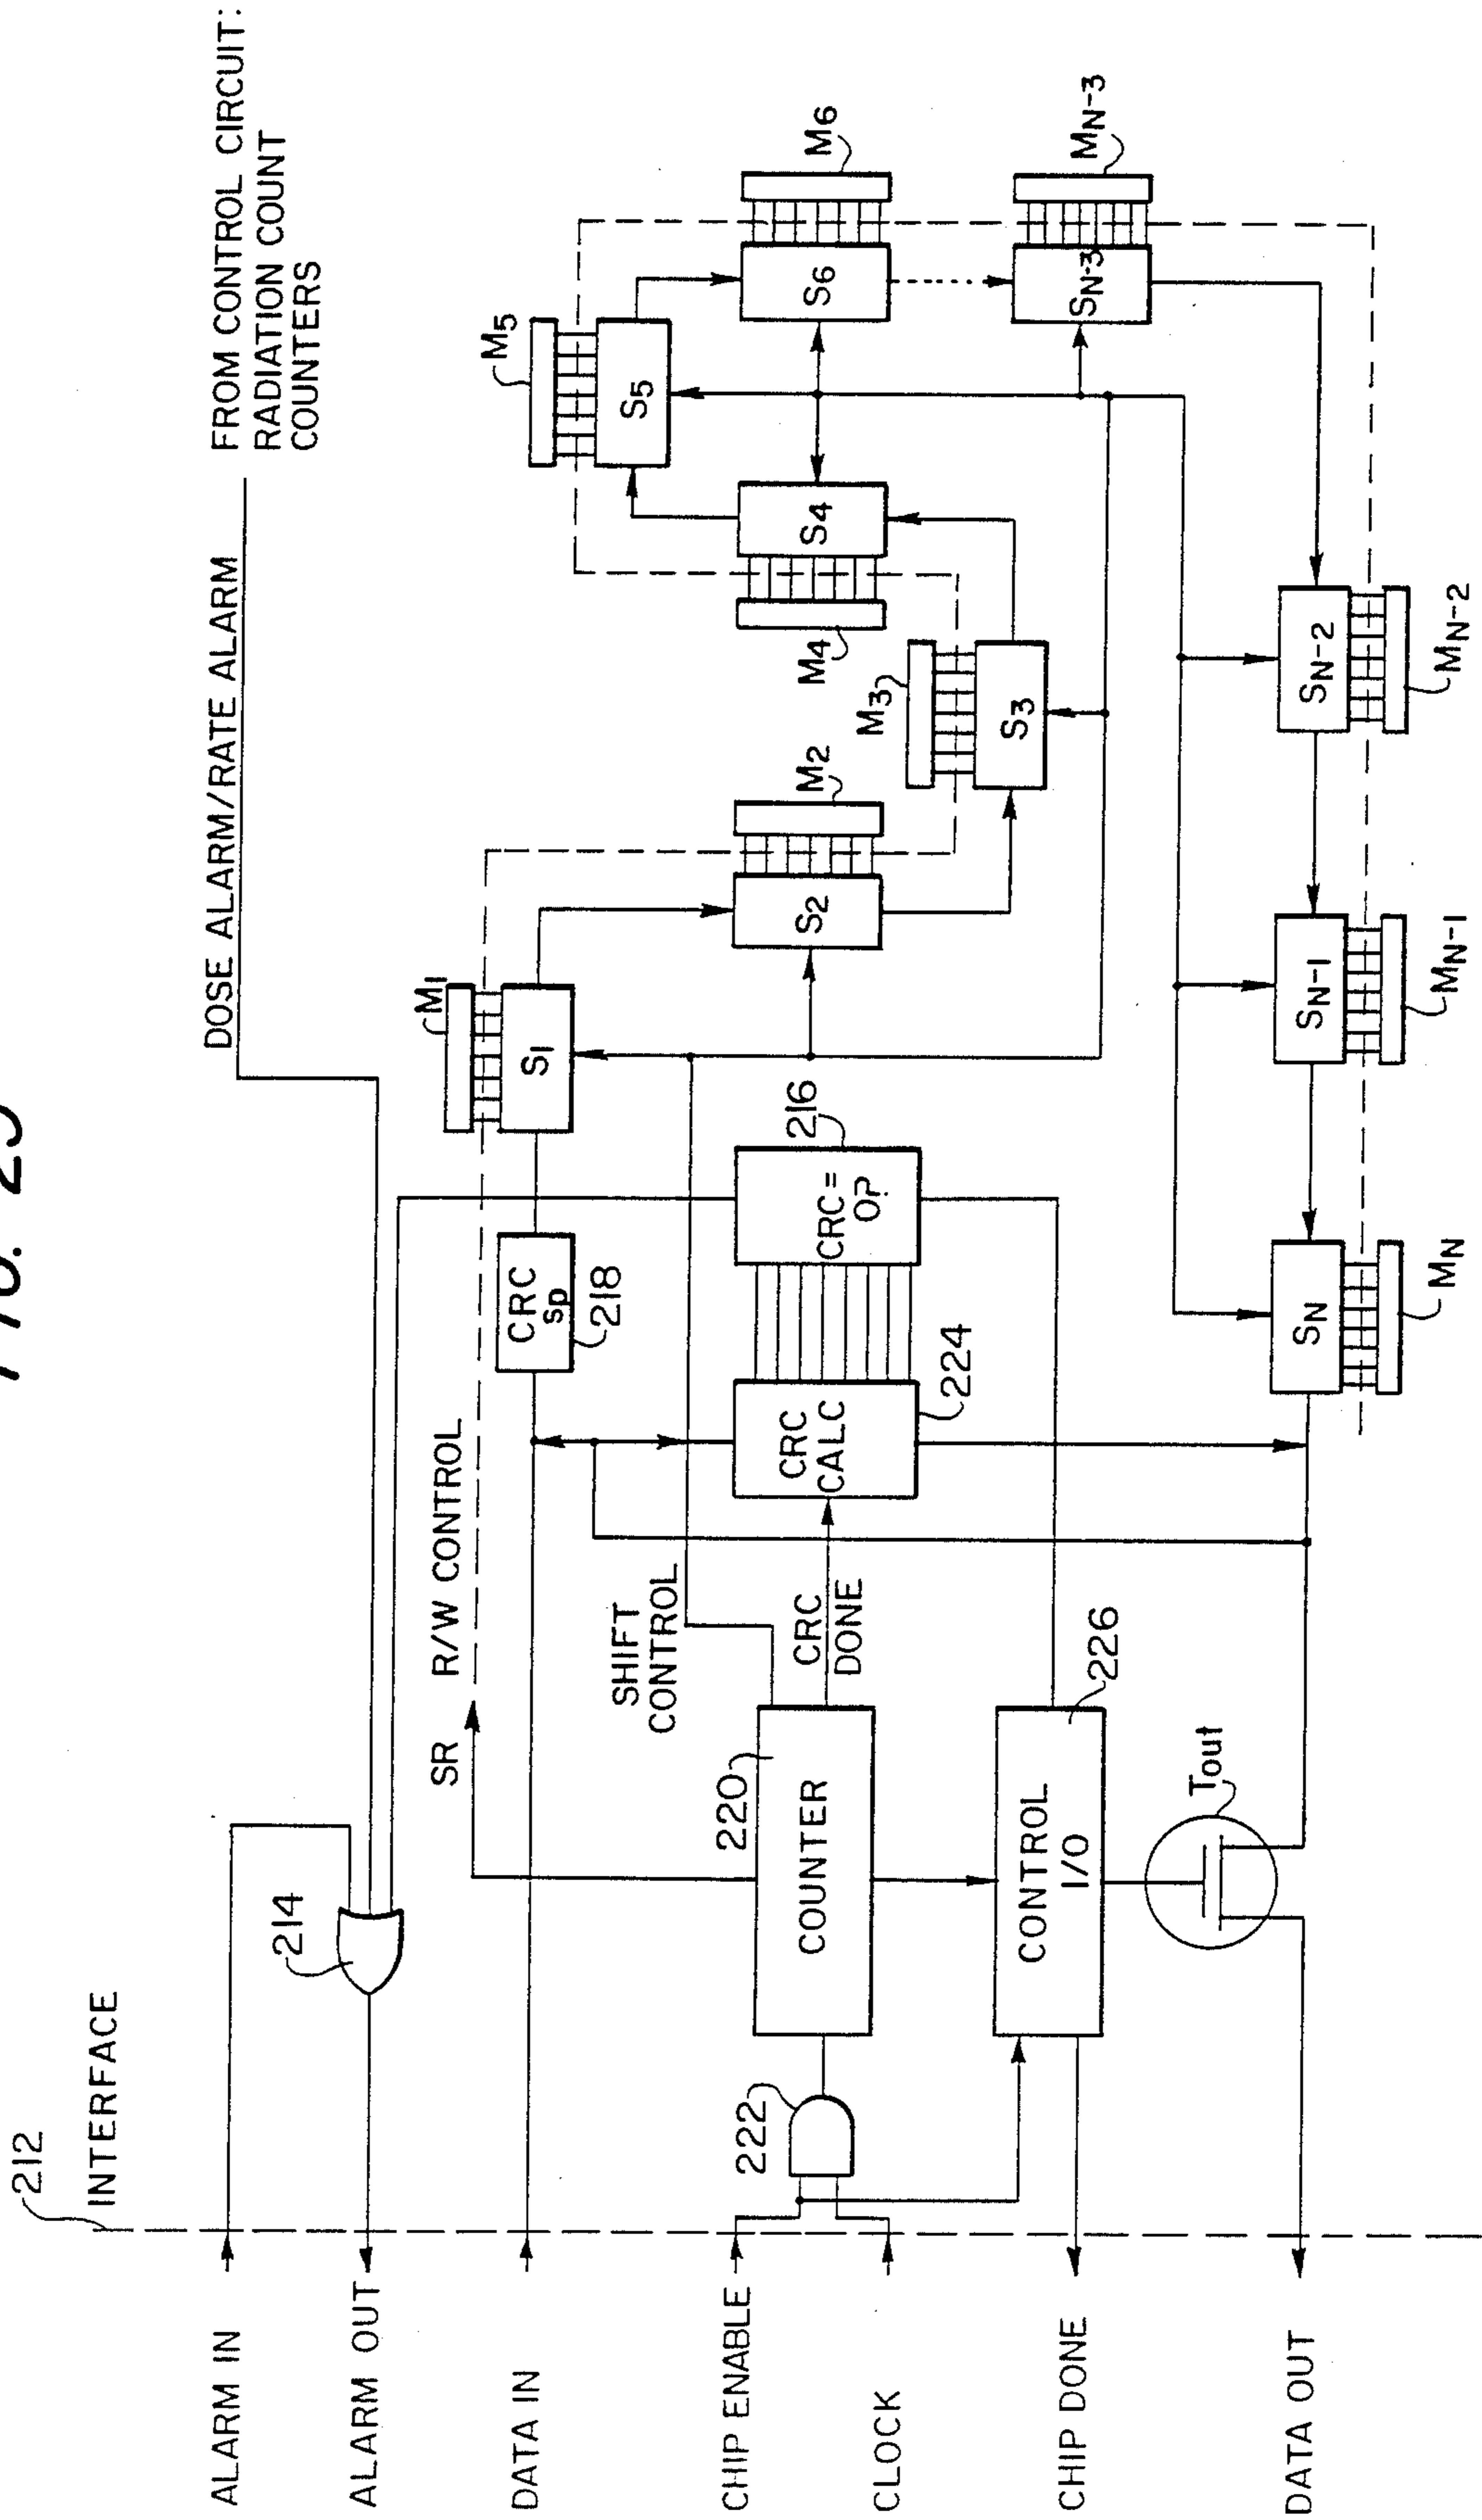 FIG. 25
212
INTERFACE
ALARM IN
ALARM OUT
DATA IN
CHIP ENABLE
CLOCK
CHIP DONE
DATA OUT
214
DOSE ALARM/RATE ALARM
FROM CONTROL CIRCUIT:
RADIATION COUNT
COUNTERS
SR
R/W CONTROL
SHIFT
CONTROL
CRC
DONE
222
220
COUNTER
CONTROL
I/O
226
Tout
CRC
SP
218
CRC
CALC
224
CRC=
0?
216
M1
S1
S2
M2
M3
S3
M4
S4
M5
S5
S6
M6
SN-3
MN-3
SN-2
MN-2
SN-1
MN-1
SN
MN